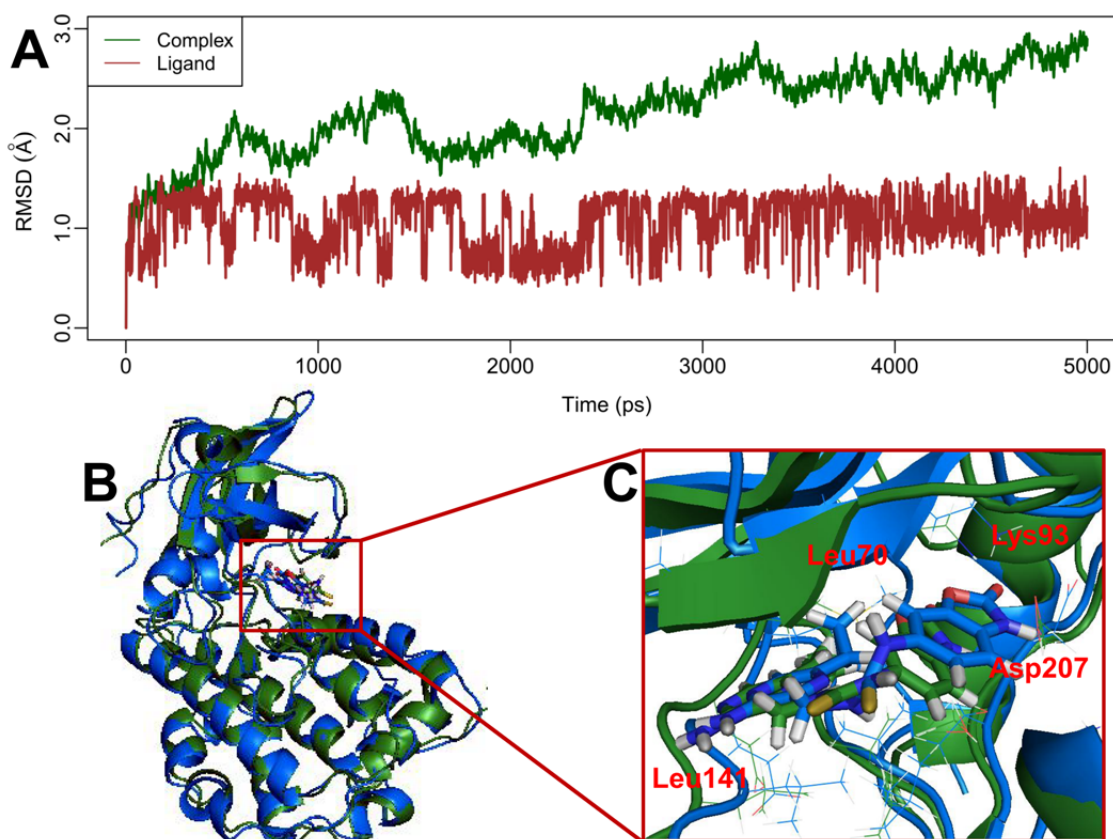 A
Complex
Ligand
RMSD (Å)
3.0
2.0
1.0
0.0
0
1000
2000
3000
4000
5000
Time (ps)
B
C
Leu70
Lys93
Asp207
Leu141